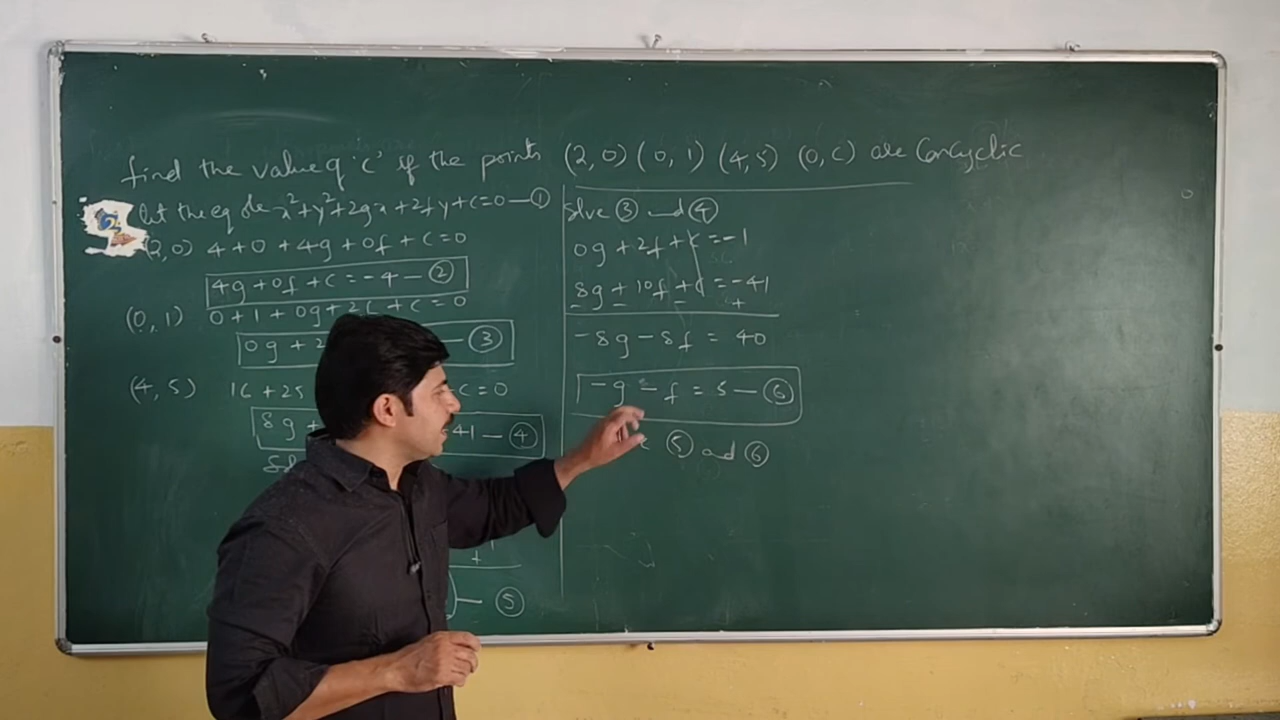 find the value of 'c' if the points (2,0) (0,1) (4,5) (0,c) are Concyclic
let the eq ole x²+y²+2gx+2fy+c=0 — ①
(2,0) 4+0+4g+0f+c=0
4g+0f+c=-4 — ②
(0,1) 0+1+0g+2f+c=0
0g+2 — ③
(4,5) 16+25 c=0
8g+ 41 — ④
+
— ⑤
Solve ③ and ④
0g+2f+c=-1
8g+10f+c=-41
- - - +
-8g-8f=40
-g-f=5 — ⑥
⑤ and ⑥